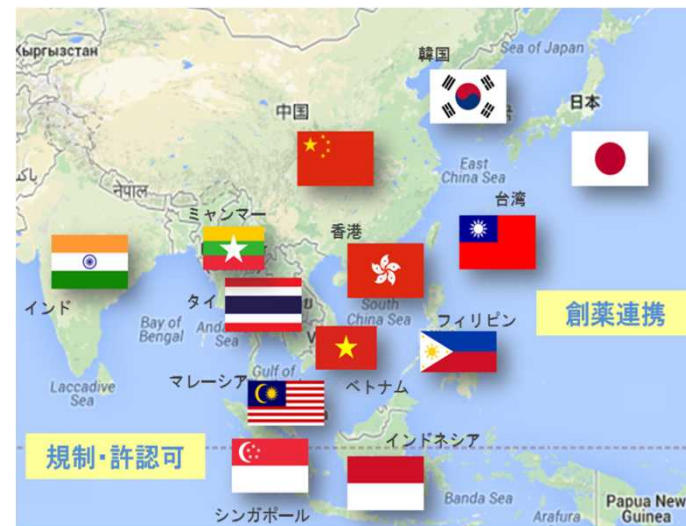 Кыргызстан
韓国
Sea of Japan
日本
中国
East
China Sea
نیپال
नेपाल
ミャンマー
香港
台湾
インド
タイ
South
China Sea
フィリピン
創薬連携
Bay of
Bengal
Andaman
Sea
Laccadive
Sea
Gulf of
マレーシア
ベトナム
規制・許認可
インドネシア
シンガポール
Banda Sea
Arafura
Papua New
Guinea